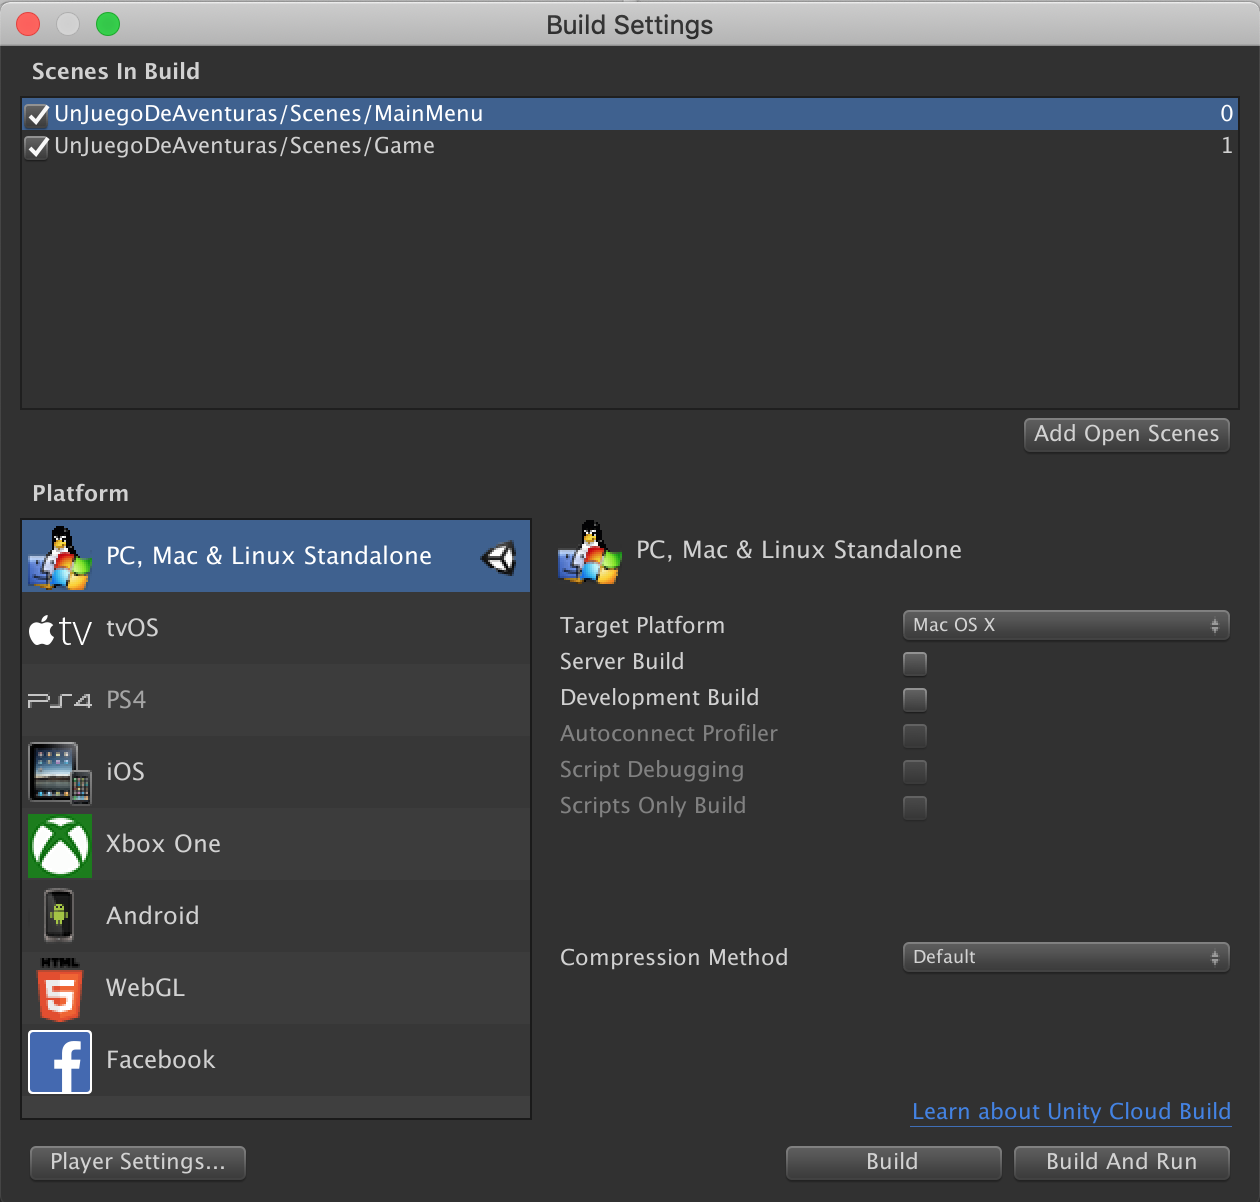 Build Settings
Scenes In Build
UnJuegoDeAventuras/Scenes/MainMenu 0
UnJuegoDeAventuras/Scenes/Game 1
Add Open Scenes
Platform
PC, Mac & Linux Standalone
tv tvOS
PS4 PS4
iOS
Xbox One
Android
HTML
5 WebGL
f Facebook
PC, Mac & Linux Standalone
Target Platform Mac OS X
Server Build
Development Build
Autoconnect Profiler
Script Debugging
Scripts Only Build
Compression Method Default
Learn about Unity Cloud Build
Player Settings... Build Build And Run